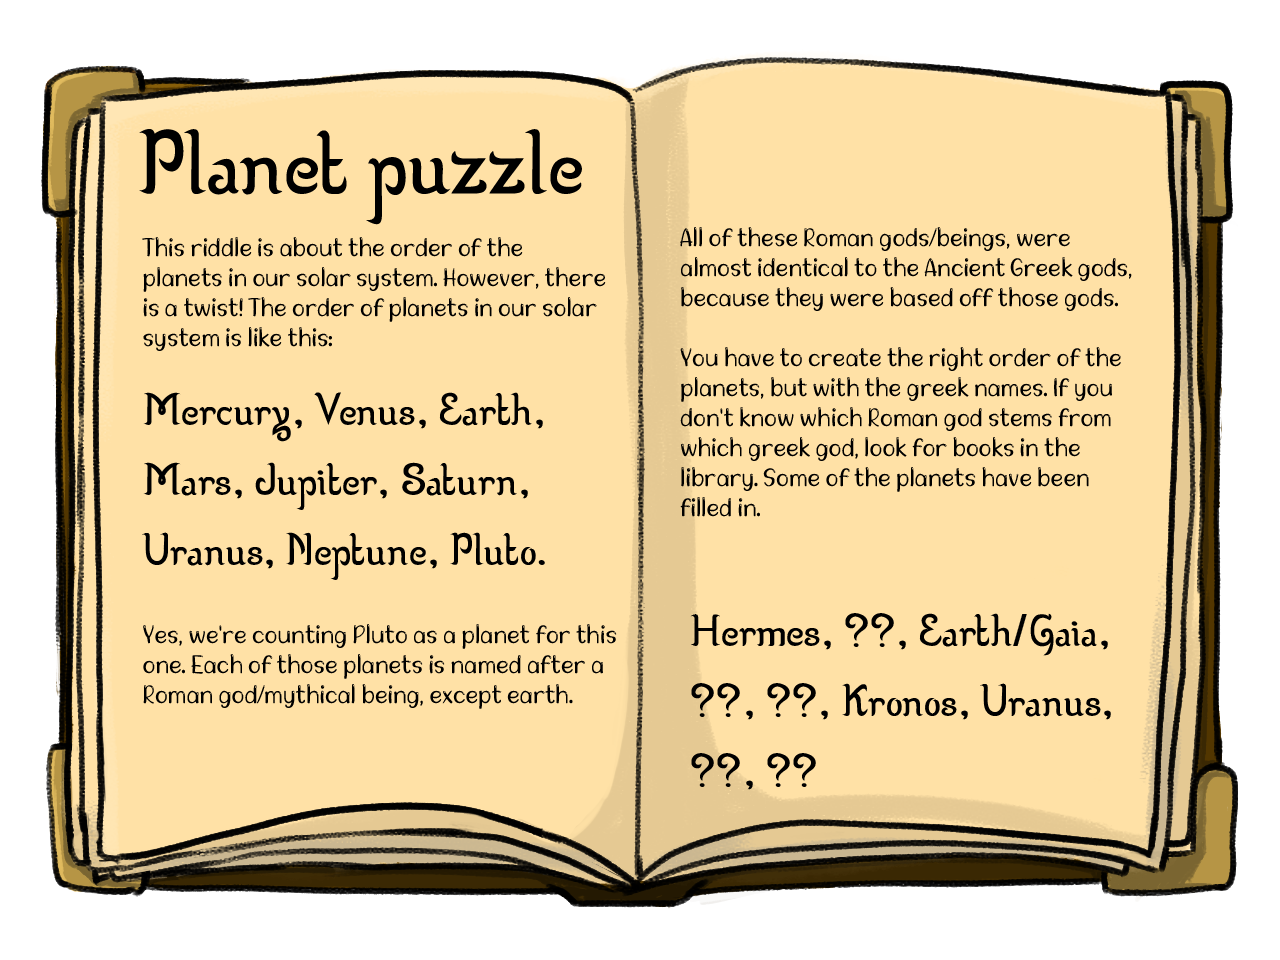 Planet puzzle
This riddle is about the order of the
planets in our solar system. However, there
is a twist! The order of planets in our solar
system is like this:
Mercury, Venus, Earth,
Mars, Jupiter, Saturn,
Uranus, Neptune, Pluto.
Yes, we're counting Pluto as a planet for this
one. Each of those planets is named after a
Roman god/mythical being, except earth.
All of these Roman gods/beings, were
almost identical to the Ancient Greek gods,
because they were based off those gods.
You have to create the right order of the
planets, but with the greek names. If you
don't know which Roman god stems from
which greek god, look for books in the
library. Some of the planets have been
filled in.
Hermes, ??, Earth/Gaia,
??, ??, Kronos, Uranus,
??, ??